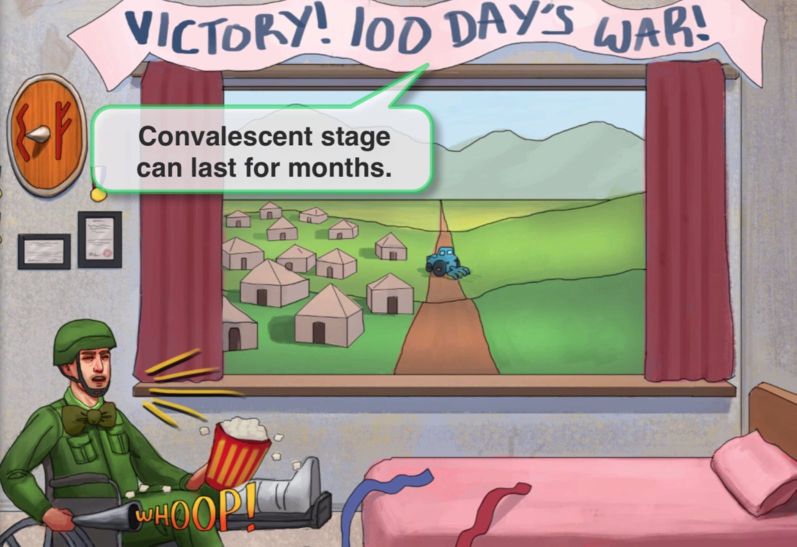 VICTORY! 100 DAY'S WAR!
Convalescent stage
can last for months.
WHOOP!